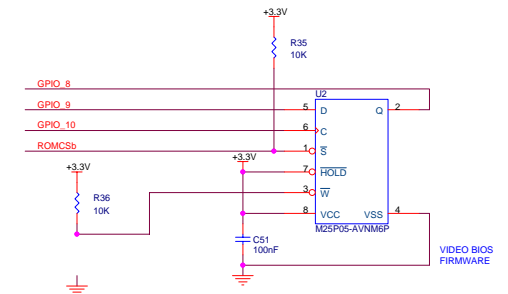 +3.3V
R35
10K
GPIO_8
U2
GPIO_9
5 D Q 2
GPIO_10
6 C
ROMCSb
1 S
+3.3V
+3.3V
7 HOLD
3 W
R36
10K
8 VCC VSS 4
M25P05-AVNM6P
C51
100nF
VIDEO BIOS
FIRMWARE